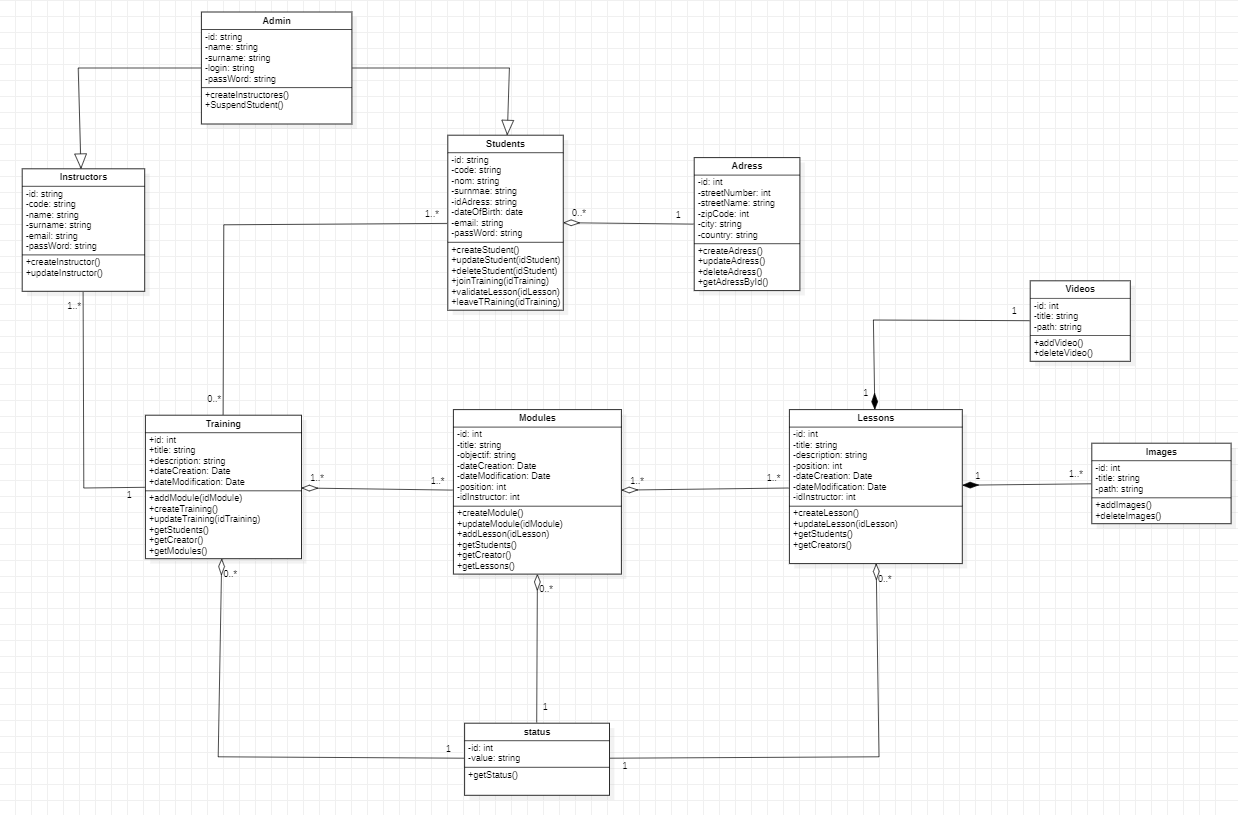 Admin
-id: string
-name: string
-surname: string
-login: string
-passWord: string
+createInstructores()
+SuspendStudent()
Students
-id: string
-code: string
-nom: string
-surnmae: string
-idAdress: string
-dateOfBirth: date
-email: string
-passWord: string
+createStudent()
+updateStudent(idStudent)
+deleteStudent(idStudent)
+joinTraining(idTraining)
+validateLesson(idLesson)
+leaveTRaining(idTraining)
Adress
-id: int
-streetNumber: int
-streetName: string
-zipCode: int
-city: string
-country: string
+createAdress()
+updateAdress()
+deleteAdress()
+getAdressById()
Instructors
-id: string
-code: string
-name: string
-surname: string
-email: string
-passWord: string
+createInstructor()
+updateInstructor()
1..*
0..*
1
1..*
Videos
-id: int
-title: string
-path: string
+addVideo()
+deleteVideo()
1
1
0..*
Training
+id: int
+title: string
+description: string
+dateCreation: Date
+dateModification: Date
+addModule(idModule)
+createTraining()
+updateTraining(idTraining)
+getStudents()
+getCreator()
+getModules()
1
1..*
1..*
Modules
-id: int
-title: string
-objectif: string
-dateCreation: Date
-dateModification: Date
-position: int
-idInstructor: int
+createModule()
+updateModule(idModule)
+addLesson(idLesson)
+getStudents()
+getCreator()
+getLessons()
1..*
1..*
Lessons
-id: int
-title: string
-description: string
-position: int
-dateCreation: Date
-dateModification: Date
-idInstructor: int
+createLesson()
+updateLesson(idLesson)
+getStudents()
+getCreators()
1
1..*
Images
-id: int
-title: string
-path: string
+addImages()
+deleteImages()
0..*
0..*
0..*
1
1
1
status
-id: int
-value: string
+getStatus()